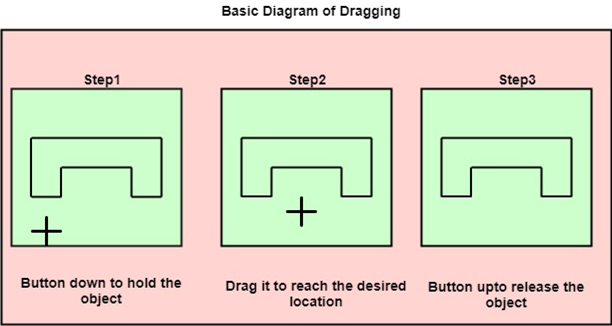 Basic Diagram of Dragging
Step1
Step2
Step3
Button down to hold the
object
Drag it to reach the desired
location
Button upto release the
object